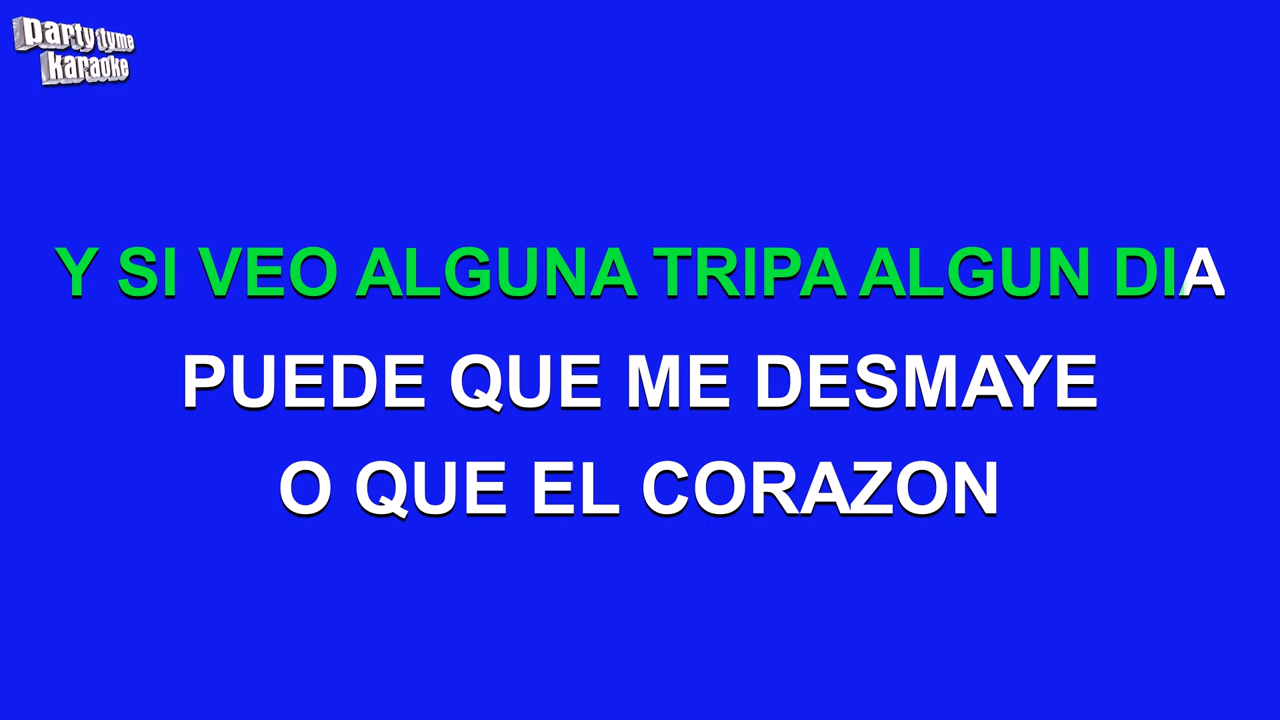 party tyme
karaoke
Y SI VEO ALGUNA TRIPA ALGUN DIA
PUEDE QUE ME DESMAYE
O QUE EL CORAZON